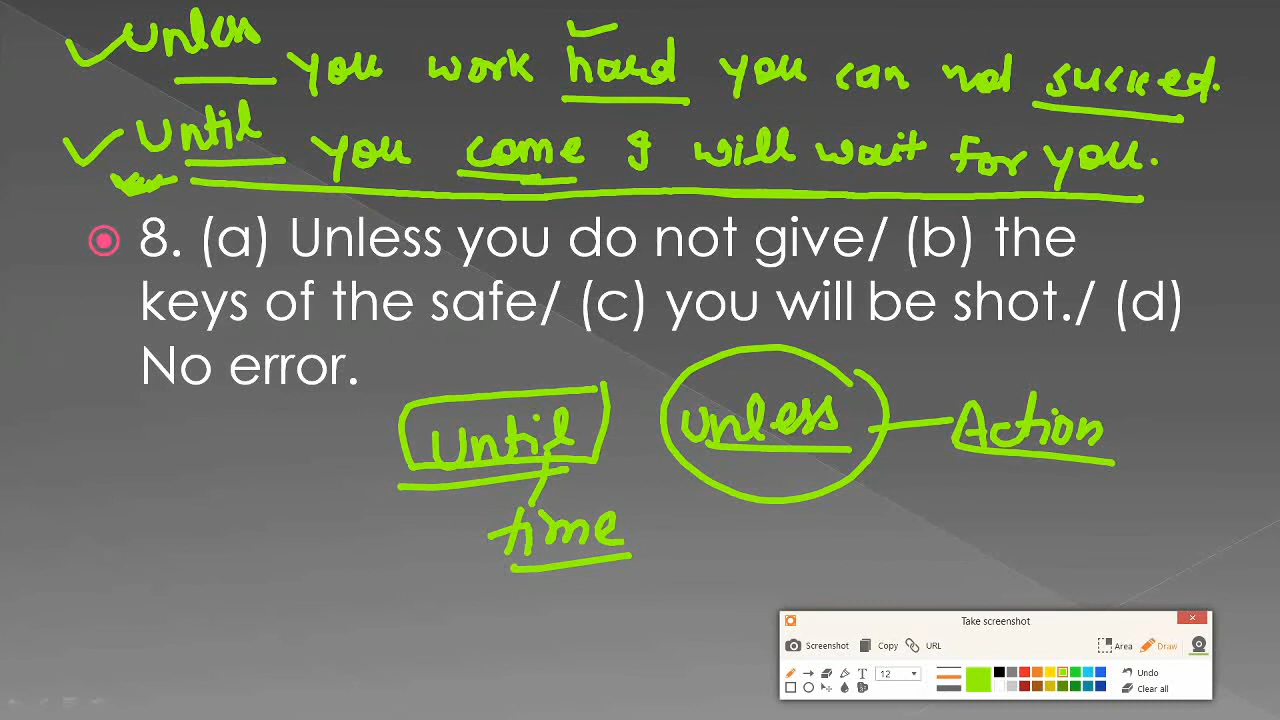 Unless you work hard you can not succed.
Until you come I will wait for you.
8. (a) Unless you do not give/ (b) the
keys of the safe/ (c) you will be shot./ (d)
No error.
Until unless Action
time
Take screenshot
Screenshot Copy URL Area Draw
T 12 Undo
Clear all